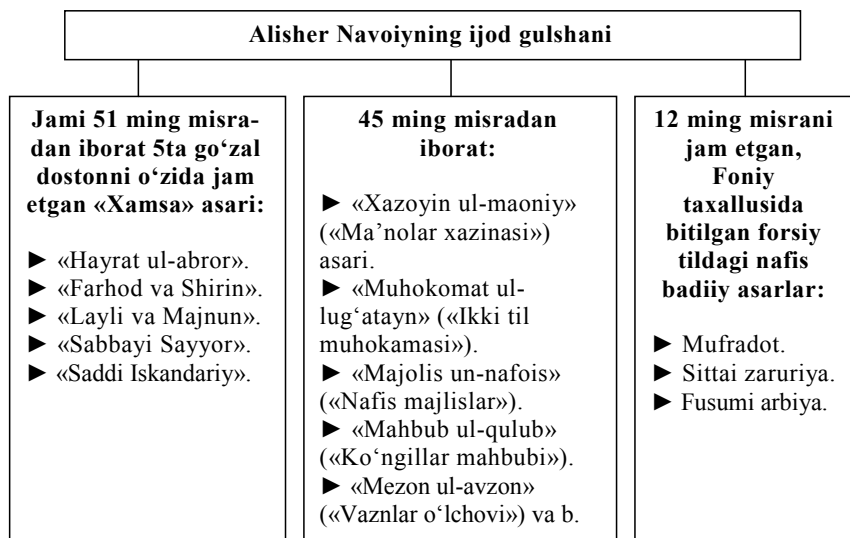 Alisher Navoiyning ijod gulshani
Jami 51 ming misra-
dan iborat 5ta go‘zal
dostonni o‘zida jam
etgan «Xamsa» asari:
► «Hayrat ul-abror».
► «Farhod va Shirin».
► «Layli va Majnun».
► «Sabbayi Sayyor».
► «Saddi Iskandariy».
45 ming misradan
iborat:
► «Xazoyin ul-maoniy»
(«Ma’nolar xazinasi»)
asari.
► «Muhokomat ul-
lug‘atayn» («Ikki til
muhokamasi»).
► «Majolis un-nafois»
(«Nafis majlislar»).
► «Mahbub ul-qulub»
(«Ko‘ngillar mahbubi»).
► «Mezon ul-avzon»
(«Vaznlar o‘lchovi») va b.
12 ming misrani
jam etgan,
Foniy
taxallusida
bitilgan forsiy
tildagi nafis
badiiy asarlar:
► Mufradot.
► Sittai zaruriya.
► Fusumi arbiya.